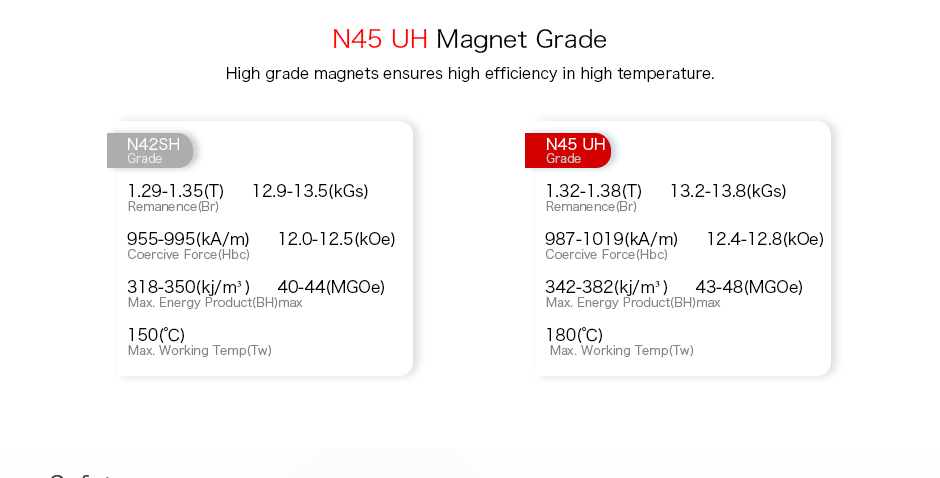 N45 UH Magnet Grade
High grade magnets ensures high efficiency in high temperature.
N42SH
Grade
1.29-1.35(T) 12.9-13.5(kGs)
Remanence(Br)
955-995(kA/m) 12.0-12.5(kOe)
Coercive Force(Hbc)
318-350(kj/m³) 40-44(MGOe)
Max. Energy Product(BH)max
150(℃)
Max. Working Temp(Tw)
N45 UH
Grade
1.32-1.38(T) 13.2-13.8(kGs)
Remanence(Br)
987-1019(kA/m) 12.4-12.8(kOe)
Coercive Force(Hbc)
342-382(kj/m³) 43-48(MGOe)
Max. Energy Product(BH)max
180(℃)
Max. Working Temp(Tw)